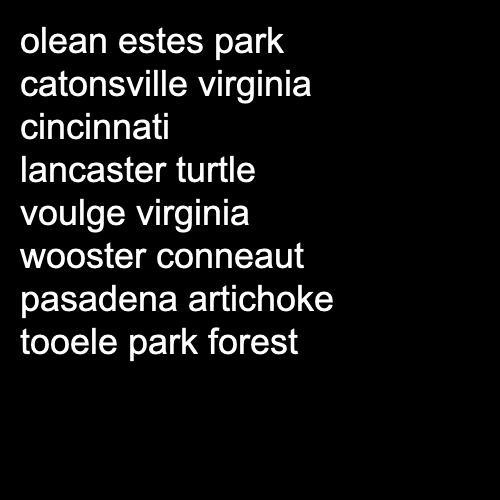 olean estes park
catonsville virginia
cincinnati
lancaster turtle
voulge virginia
wooster conneaut
pasadena artichoke
tooele park forest